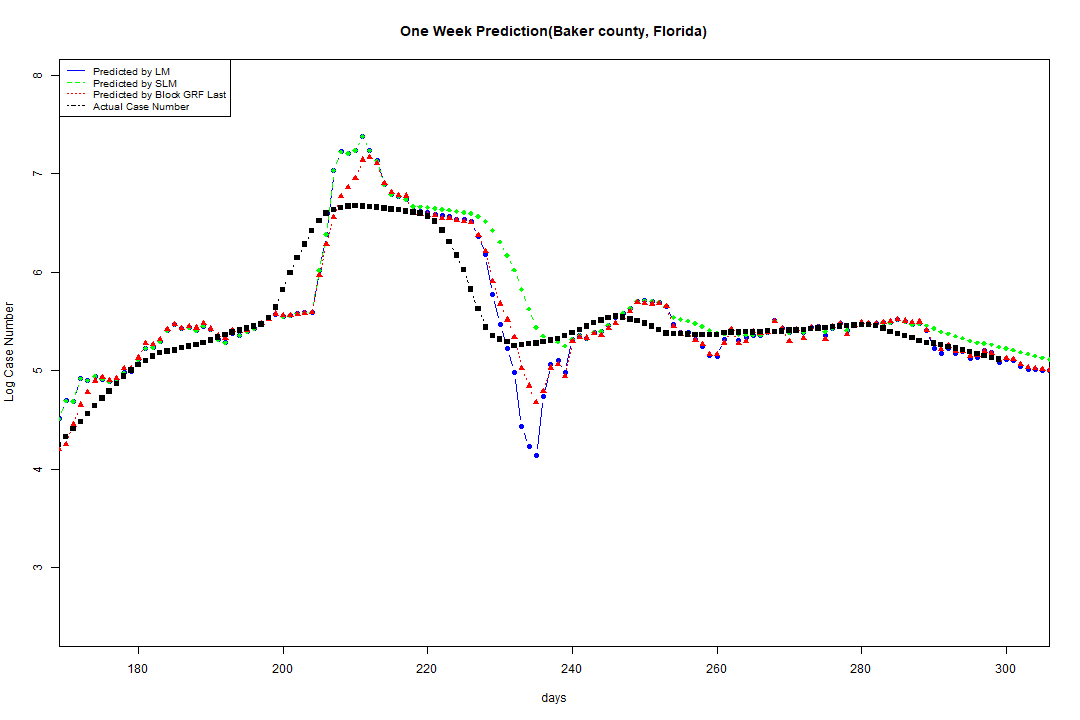 One Week Prediction(Baker county, Florida)
Predicted by LM
Predicted by SLM
Predicted by Block GRF Last
Actual Case Number
8
7
6
5
4
3
Log Case Number
180 200 220 240 260 280 300
days